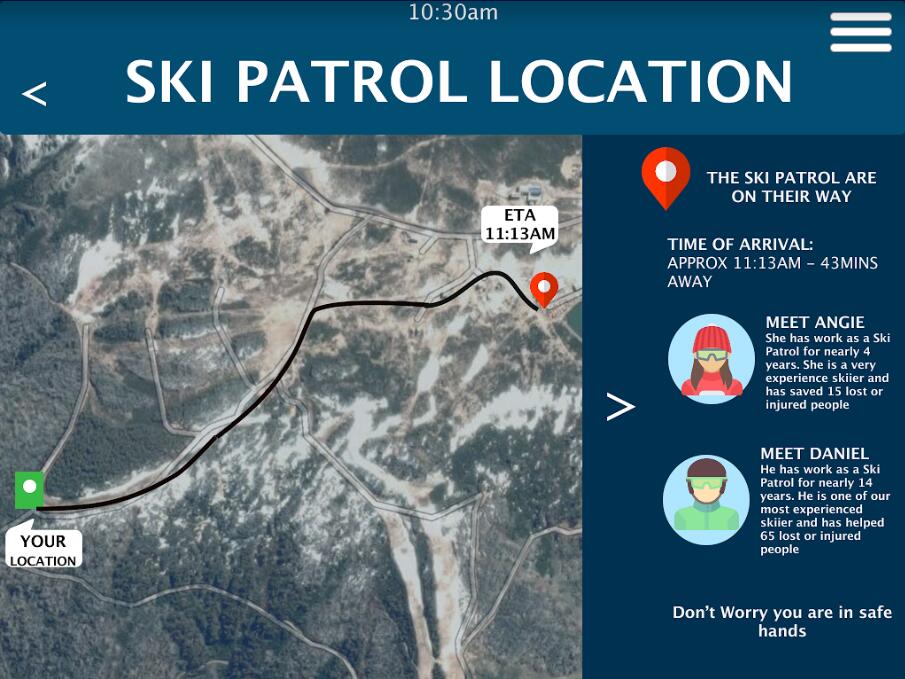 10:30am
<
SKI PATROL LOCATION
ETA
11:13AM
YOUR
LOCATION
THE SKI PATROL ARE
ON THEIR WAY
TIME OF ARRIVAL:
APPROX 11:13AM – 43MINS
AWAY
>
MEET ANGIE
She has work as a Ski
Patrol for nearly 4
years. She is a very
experience skiier and
has saved 15 lost or
injured people
MEET DANIEL
He has work as a Ski
Patrol for nearly 14
years. He is one of our
most experienced
skiier and has helped
65 lost or injured
people
Don't Worry you are in safe
hands